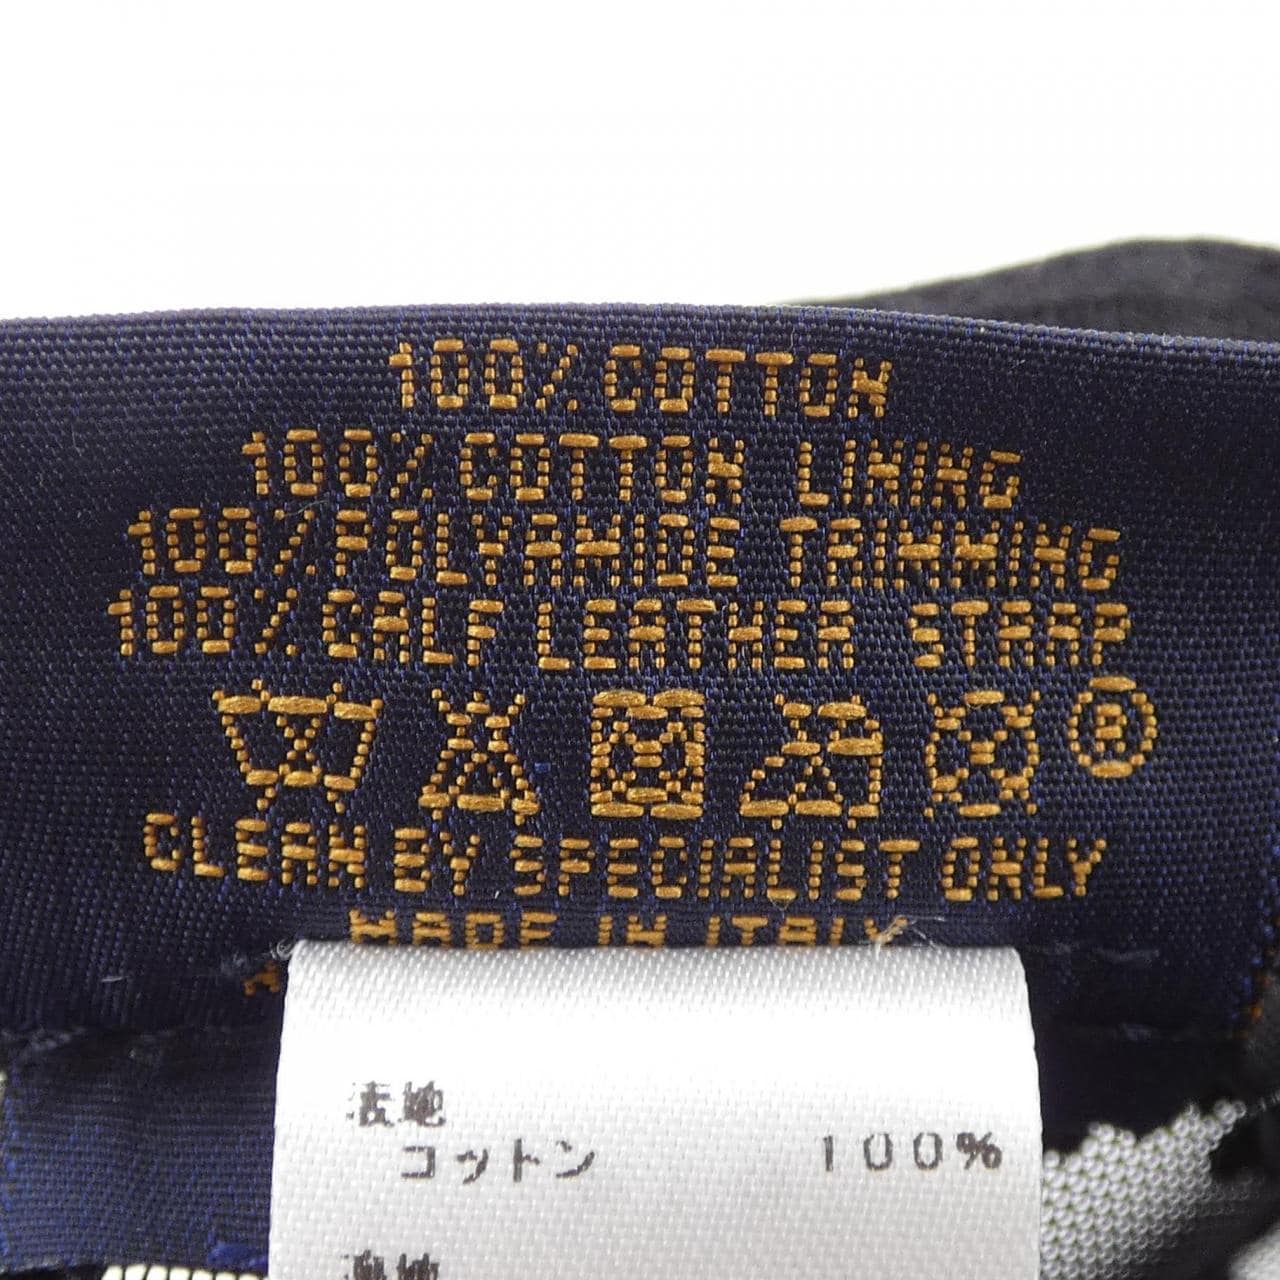 100% COTTON
100% COTTON LINING
100% POLYAMIDE TRIMMING
100% CALF LEATHER STRAP
®
CLEAN BY SPECIALIST ONLY
MADE IN ITALY
表地
コットン 100%